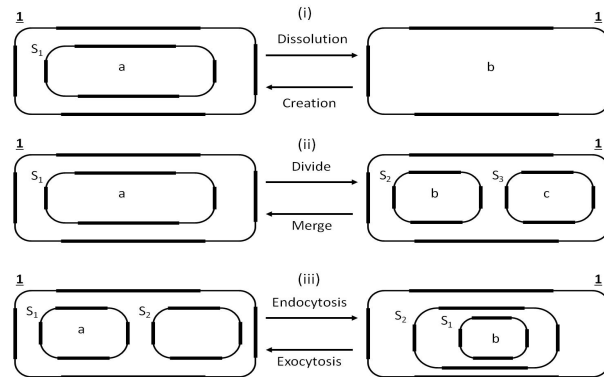 (i)
1 1
S1 a Dissolution b
Creation
(ii)
1 1
S1 a Divide S2 b S3 c
Merge
(iii)
1 1
S1 a S2 Endocytosis S2 S1 b
Exocytosis